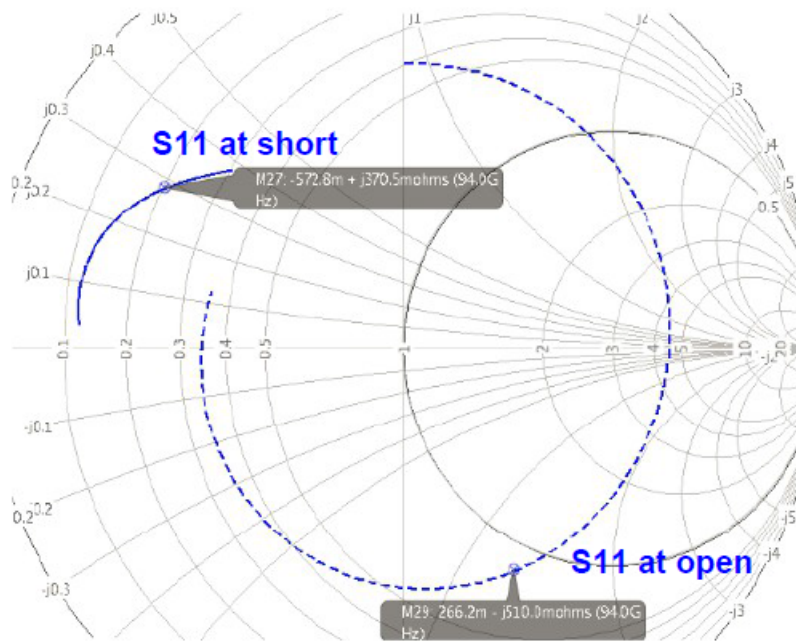 j0.5
j1
j2
j0.4
j3
j0.3
S11 at short
j4
M27: -572.8m + j370.5mohms (94.0G
Hz)
0.2
j0.2
j5
0.5
j0.1
0.1
0.2
0.3
0.4
-0.5
-1
2
3
4
5
10
20
-j0.1
-j0.2
0.2
-j5
S11 at open
-j4
-j0.3
M29: 266.2m - j510.0mohms (94.0G
Hz)
-j3